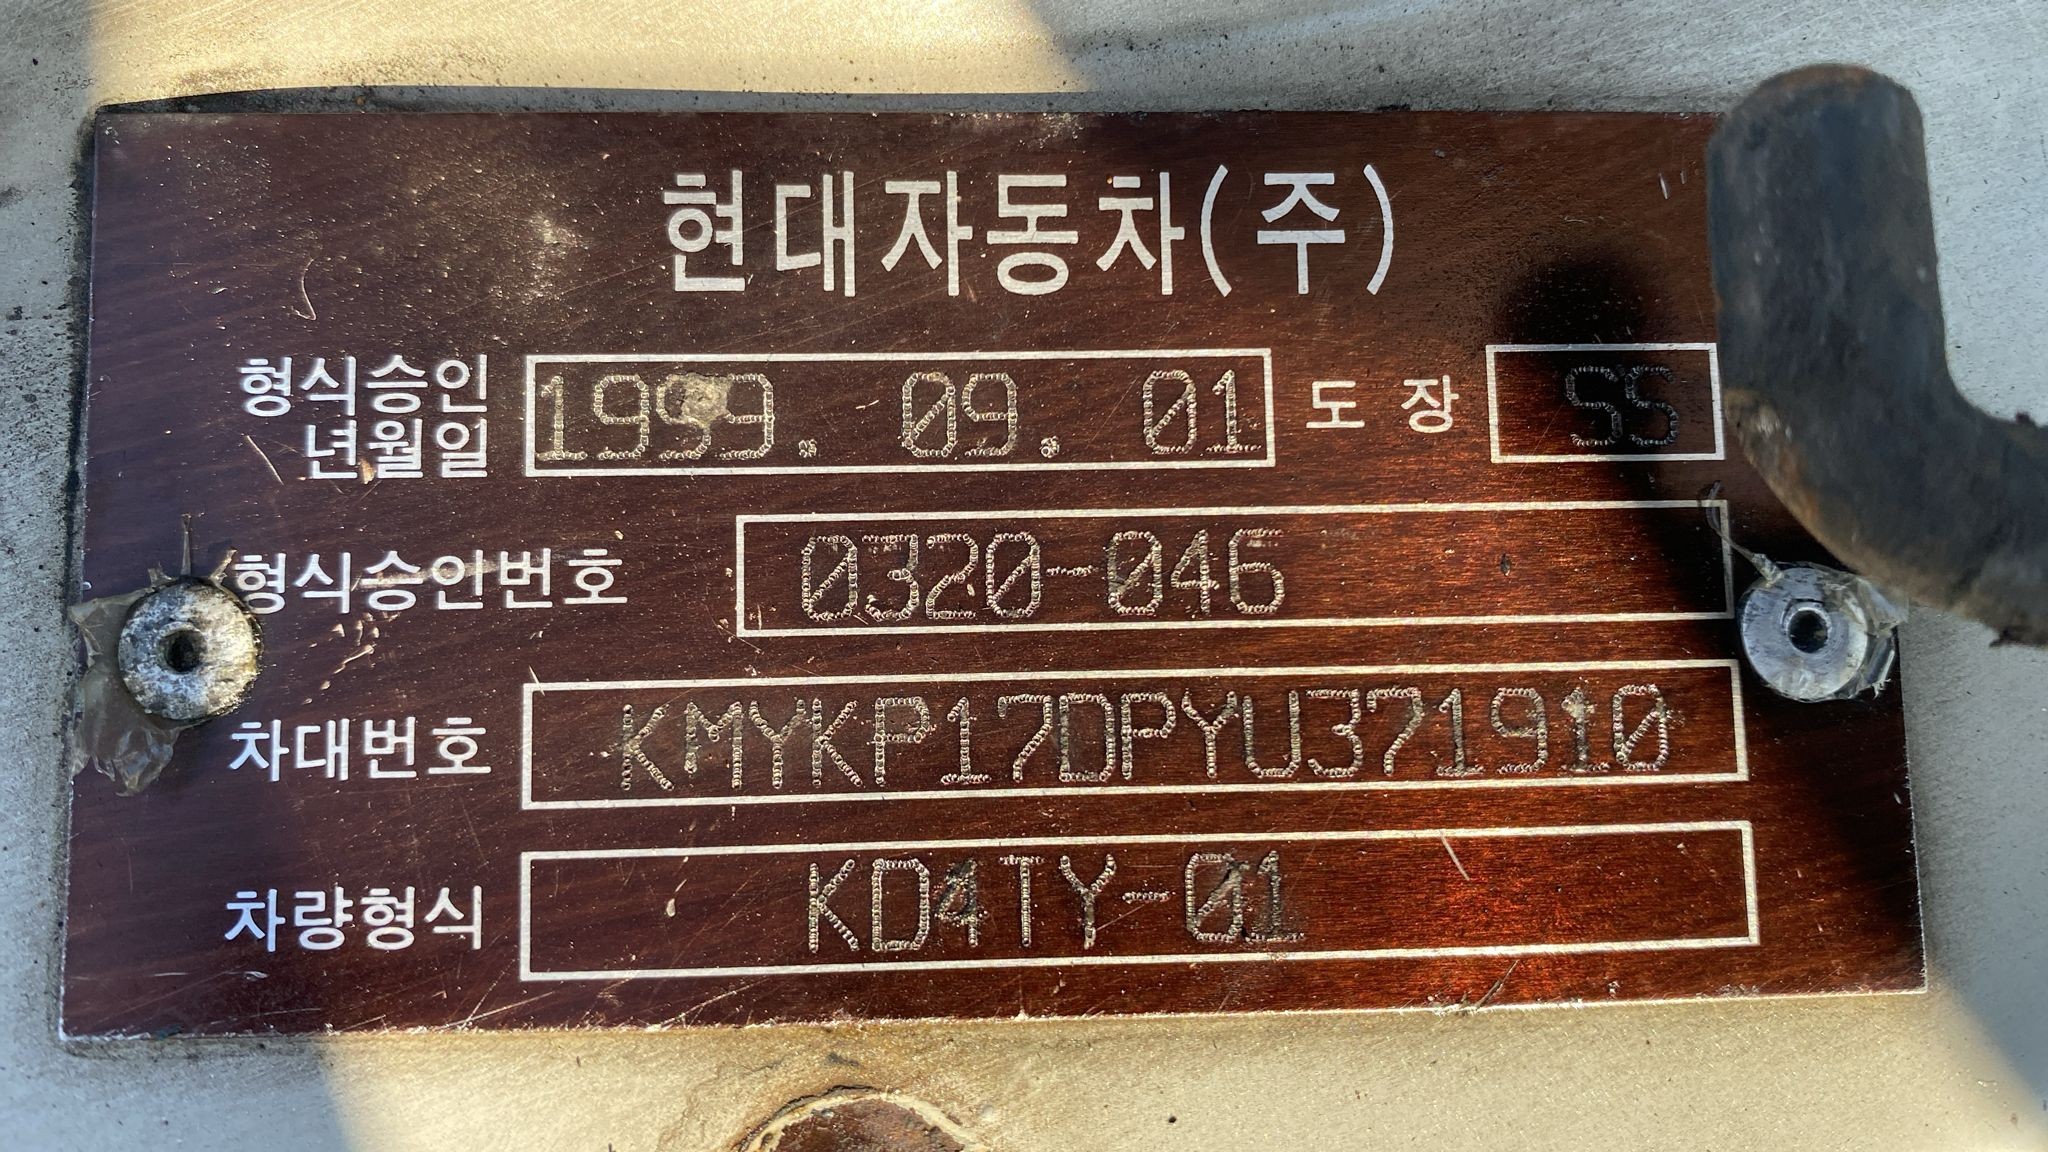 현대자동차(주)
형식승인 년월일 1999. 09. 01 도 장 SS
형식승인번호 0320-046
차대번호 KMYKP17DPYU371910
차량형식 KD4TY-01